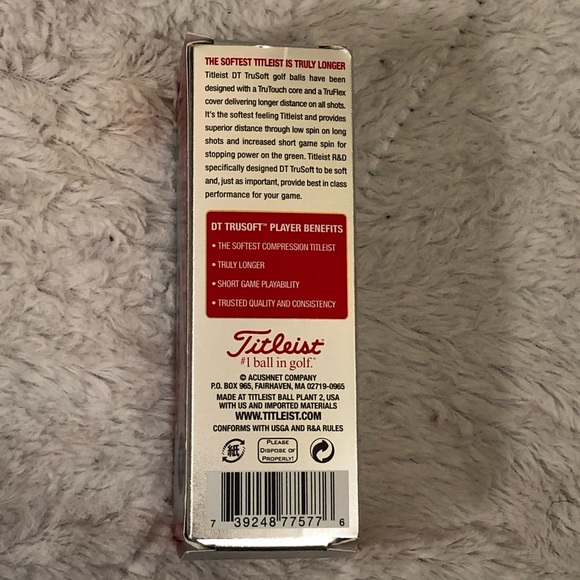 THE SOFTEST TITLEIST IS TRULY LONGER
Titleist DT TruSoft golf balls have been
designed with a TruTouch core and a TruFlex
cover delivering longer distance on all shots.
It's the softest feeling Titleist and provides
superior distance through low spin on long
shots and increased short game spin for
stopping power on the green. Titleist R&D
specifically designed DT TruSoft to be soft
and, just as important, provide best in class
performance for your game.
DT TRUSOFT™ PLAYER BENEFITS
• THE SOFTEST COMPRESSION TITLEIST
• TRULY LONGER
• SHORT GAME PLAYABILITY
• TRUSTED QUALITY AND CONSISTENCY
Titleist
#1 ball in golf.®
© ACUSHNET COMPANY
P.O. BOX 965, FAIRHAVEN, MA 02719-0965
MADE AT TITLEIST BALL PLANT 2, USA
WITH US AND IMPORTED MATERIALS
WWW.TITLEIST.COM
CONFORMS WITH USGA AND R&A RULES
紙
PLEASE
DISPOSE OF
PROPERLY!
7 39248 77577 6